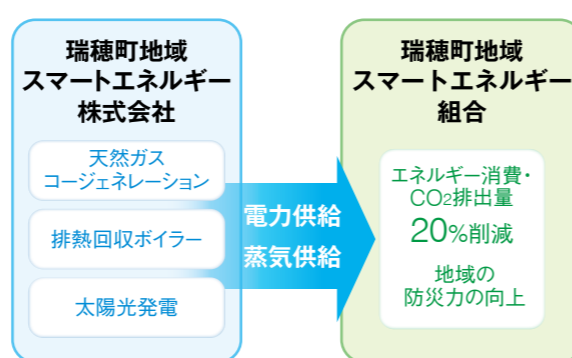 瑞穂町地域
スマートエネルギー
株式会社
天然ガス
コージェネレーション
排熱回収ボイラー
太陽光発電
電力供給
蒸気供給
瑞穂町地域
スマートエネルギー
組合
エネルギー消費・
CO2排出量
20%削減
地域の
防災力の向上